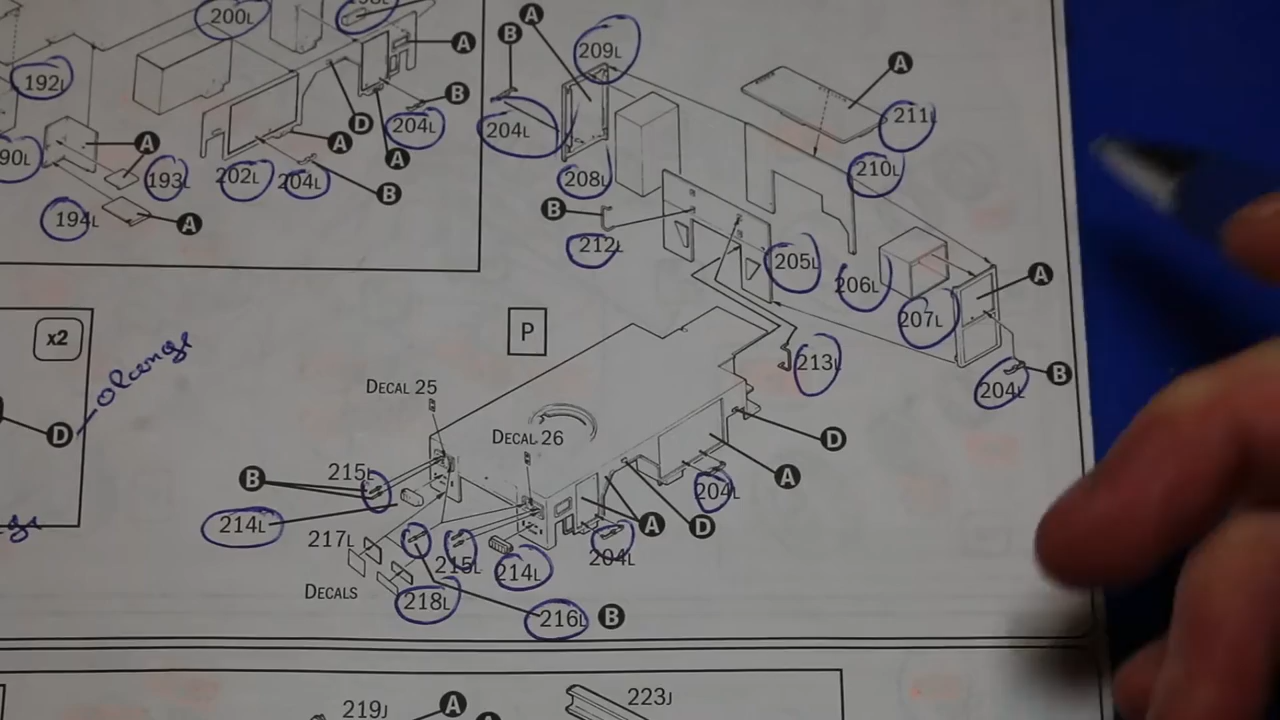 200L
A
B
204L
D
A
A
192L
A
90L
193L
202L
204L
B
194L
A
A
B
209L
A
211L
204L
208L
210L
B
212L
205L
206L
A
207L
213L
204L
B
x2
orange
D
P
DECAL 25
DECAL 26
D
A
204L
B
215L
214L
217L
A
D
215L
214L
204L
DECALS
218L
216L
B
219J
A
223J